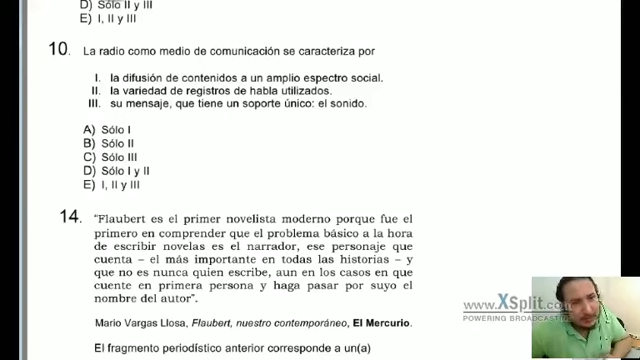 D) Sólo II y III
E) I, II y III
10. La radio como medio de comunicación se caracteriza por
I. la difusión de contenidos a un amplio espectro social.
II. la variedad de registros de habla utilizados.
III. su mensaje, que tiene un soporte único: el sonido.
A) Sólo I
B) Sólo II
C) Sólo III
D) Sólo I y II
E) I, II y III
14. "Flaubert es el primer novelista moderno porque fue el
primero en comprender que el problema básico a la hora
de escribir novelas es el narrador, ese personaje que
cuenta – el más importante en todas las historias – y
que no es nunca quien escribe, aun en los casos en que
cuente en primera persona y haga pasar por suyo el
nombre del autor".
Mario Vargas Llosa, Flaubert, nuestro contemporáneo, El Mercurio.
El fragmento periodístico anterior corresponde a un(a)
www.XSplit.com
POWERING BROADCASTING